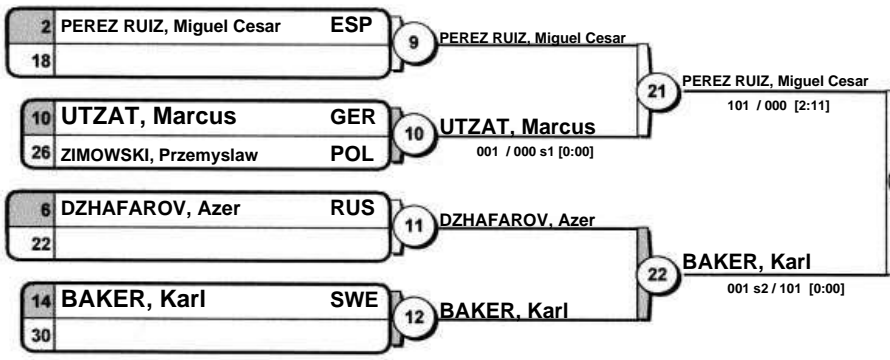 2 PEREZ RUIZ, Miguel Cesar ESP
18
9
PEREZ RUIZ, Miguel Cesar
10 UTZAT, Marcus GER
26 ZIMOWSKI, Przemyslaw POL
10
UTZAT, Marcus
001 / 000 s1 [0:00]
21
PEREZ RUIZ, Miguel Cesar
101 / 000 [2:11]
6 DZHAFAROV, Azer RUS
22
11
DZHAFAROV, Azer
14 BAKER, Karl SWE
30
12
BAKER, Karl
22
BAKER, Karl
001 s2 / 101 [0:00]